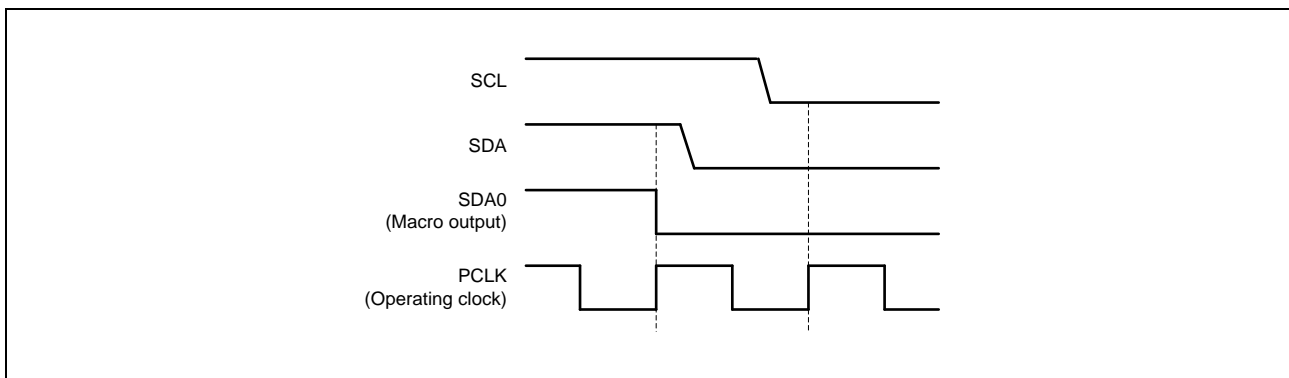 SCL
SDA
SDA0
(Macro output)
PCLK
(Operating clock)